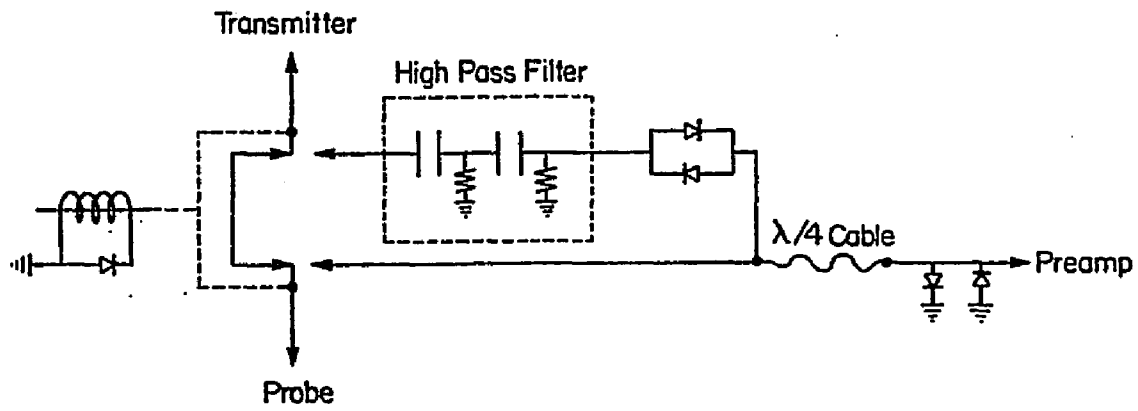 Transmitter
High Pass Filter
λ/4 Cable
Preamp
Probe